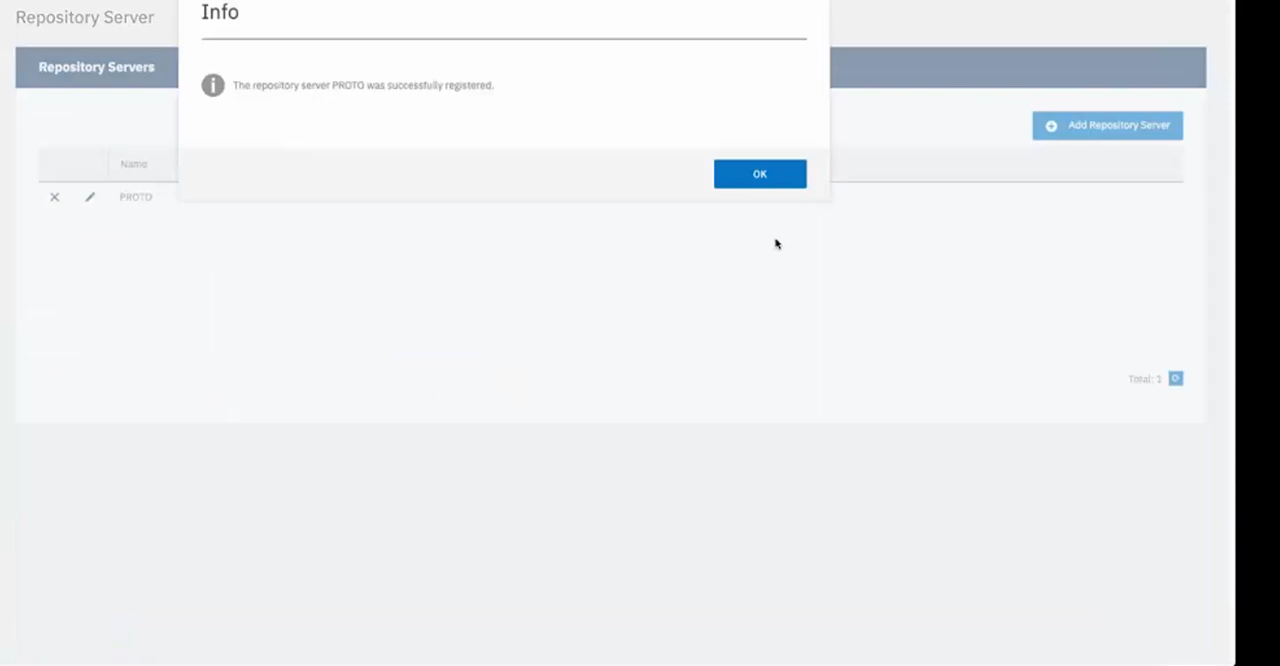 Repository Server
Info
Repository Servers
The repository server PROTO was successfully registered.
Add Repository Server
Name
OK
PROTO
Total: 1